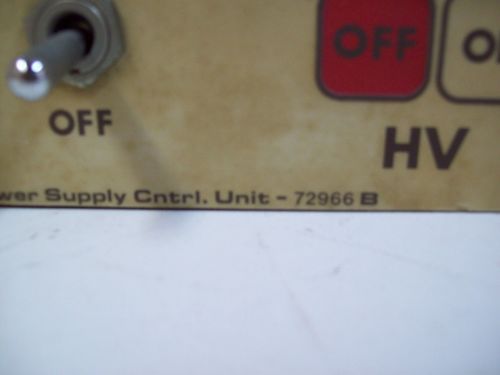 OFF
OFF
HV
wer Supply Cntrl. Unit - 72966 B